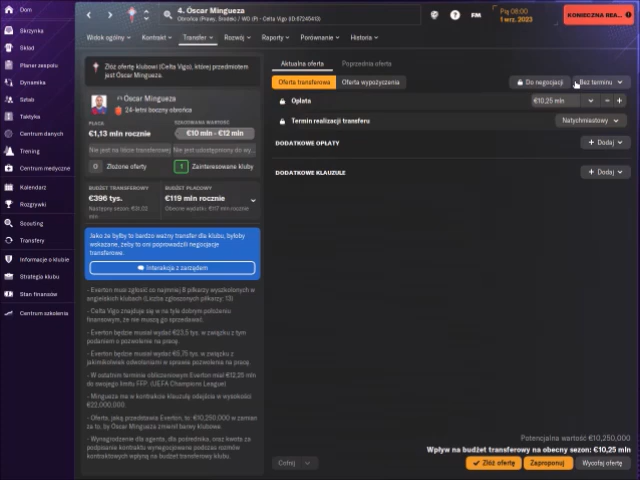 Dom
4. Óscar Mingueza
Obrońca (Prawy, Środek) / WO (P) - Celta Vigo (ID:67245413)
FM
Pią 06:00
1 wrz. 2023
KONIECZNA REA...
Skrzynka
Widok ogólny
Kontrakt
Transfer
Rozwój
Raporty
Porównanie
Historia
Skład
Planer zespołu
Dynamika
Sztab
Taktyka
Centrum danych
Trening
Centrum medyczne
Kalendarz
Rozgrywki
Scouting
Transfery
Informacje o klubie
Strategia klubu
Stan finansów
Centrum szkolenia
Złóż ofertę klubowi (Celta Vigo), której przedmiotem
jest Óscar Mingueza.
Óscar Mingueza
24-letni boczny obrońca
PŁACA
€1,13 mln rocznie
SZACOWANA WARTOŚĆ
€10 mln - €12 mln
Nie jest na liście transferowej
Nie jest udostępniony do wy...
0 Złożone oferty
1 Zainteresowane kluby
BUDŻET TRANSFEROWY
€396 tys.
BUDŻET PŁACOWY
€119 mln rocznie
Jako że byłby to bardzo ważny transfer dla klubu, byłoby
wskazane, żeby to oni poprowadzili negocjacje
transferowe.
Interakcja z zarządem
- Everton musi zgłosić co najmniej 8 piłkarzy wyszkolonych w
angielskich klubach (Liczba zgłoszonych piłkarzy: 13)
- Celta Vigo znajduje się w na tyle dobrym położeniu
finansowym, że nie muszą go sprzedawać.
- Everton będzie musiał wydać €23,5 tys. w związku z tym
podaniem o pozwolenie na pracę.
- Everton będzie musiał wydać €5,75 tys. w związku z
jakimikolwiek odwołaniami w sprawie pozwolenia na pracę.
- W ostatnim terminie obliczeniowym Everton miał €12,25 mln
do swojego limitu FFP. (UEFA Champions League)
- Mingueza ma w kontrakcie klauzulę odejścia w wysokości
€22,000,000.
- Oferta, jaką przedstawia Everton, to: €10,250,000 w zamian
za to, by Óscar Mingueza zmienił barwy klubowe.
- Wynagrodzenie dla agenta, dla pośrednika, oraz kwota za
podpisanie kontraktu wynegocjowane podczas rozmów
kontraktowych wpłyną na budżet transferowy klubu.
Aktualna oferta
Poprzednia oferta
Oferta transferowa
Oferta wypożyczenia
Do negocjacji
Bez terminu
Opłata
€10,25 mln
Termin realizacji transferu
Natychmiastowy
DODATKOWE OPŁATY
+ Dodaj
DODATKOWE KLAUZULE
+ Dodaj
Potencjalna wartość €10,250,000
Wpływ na budżet transferowy na obecny sezon: €10,25 mln
Cofnij
Złóż ofertę
Zaproponuj
Wycofaj ofertę